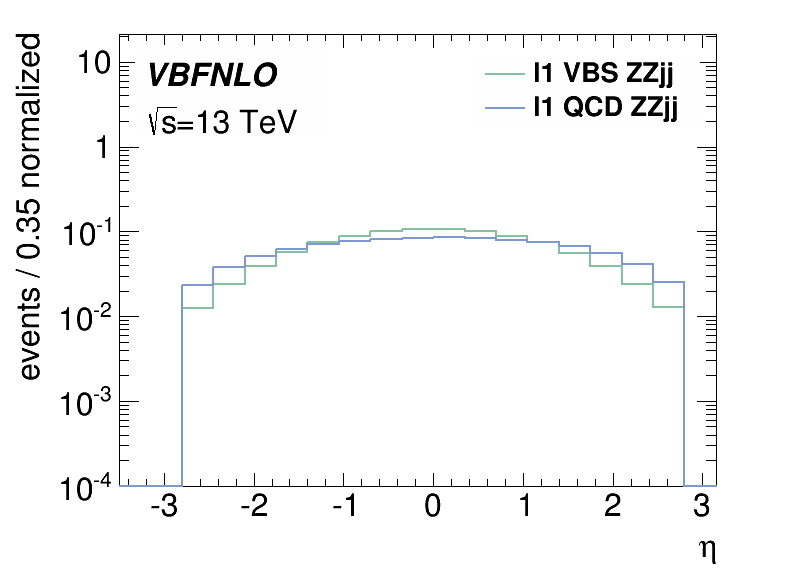 events / 0.35 normalized
VBFNLO
√s=13 TeV
l1 VBS ZZjj
l1 QCD ZZjj
10
1
10⁻¹
10⁻²
10⁻³
10⁻⁴
-3 -2 -1 0 1 2 3
η